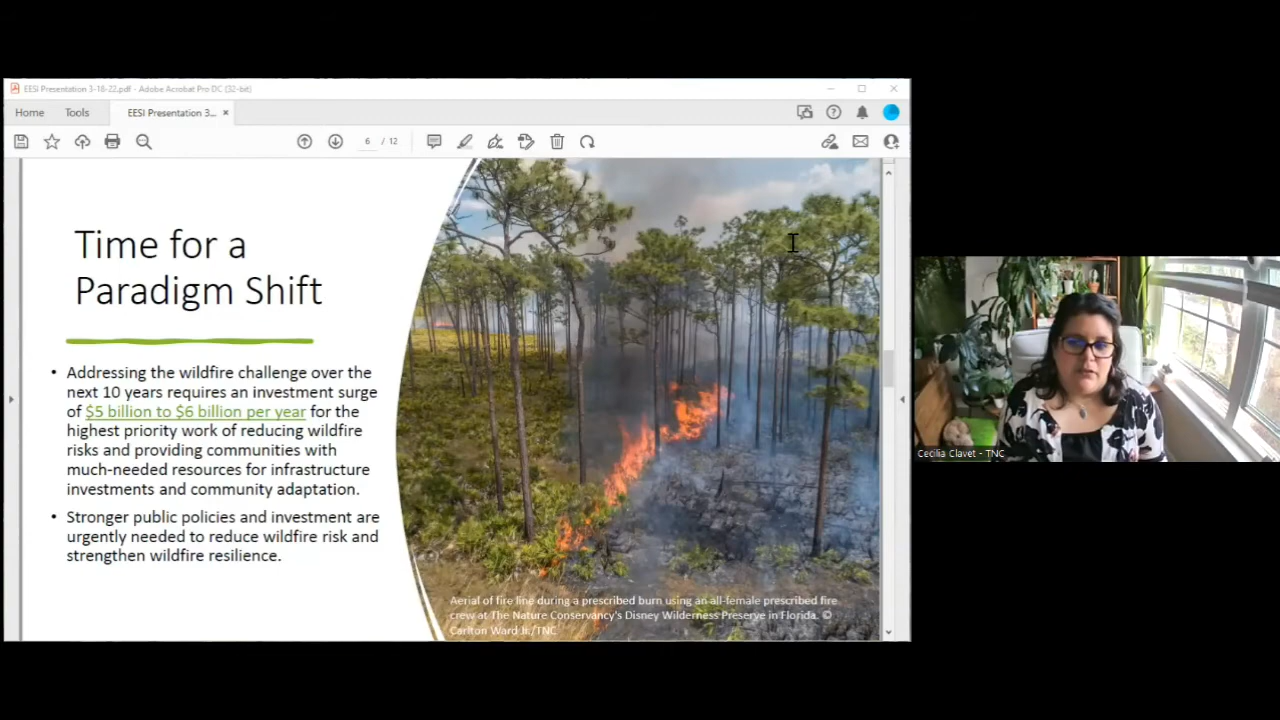 EESI Presentation 3-18-22.pdf - Adobe Acrobat Pro DC (32-bit)
Home
Tools
EESI Presentation 3...
6 / 12
Time for a
Paradigm Shift
• Addressing the wildfire challenge over the
next 10 years requires an investment surge
of $5 billion to $6 billion per year for the
highest priority work of reducing wildfire
risks and providing communities with
much-needed resources for infrastructure
investments and community adaptation.
• Stronger public policies and investment are
urgently needed to reduce wildfire risk and
strengthen wildfire resilience.
Aerial of fire line during a prescribed burn using an all-female prescribed fire
crew at The Nature Conservancy's Disney Wilderness Preserve in Florida. ©
Carlton Ward Jr./TNC
Cecilia Clavet - TNC